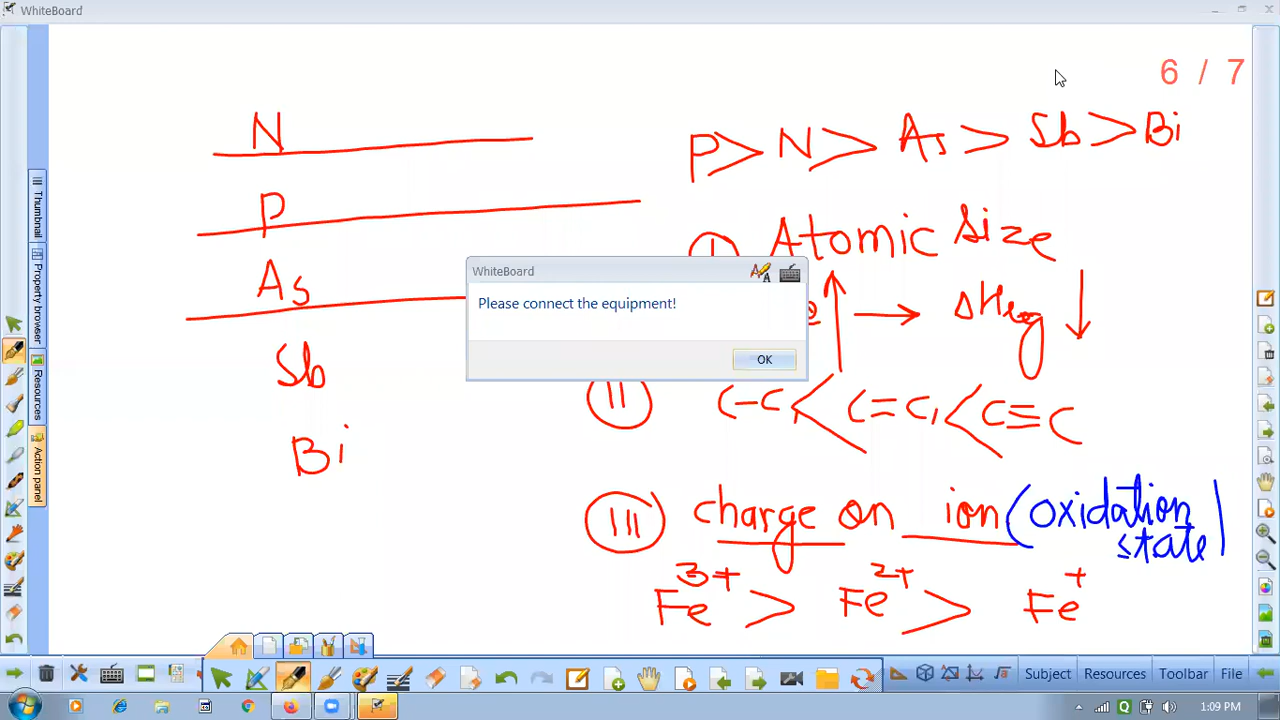 WhiteBoard
6 / 7
N
P
As
Sb
Bi
P > N > As > Sb > Bi
I Atomic Size
→ ΔHeg ↓
II C-C < C=C, < C≡C
III charge on ion (oxidation state)
Fe3+ > Fe2+ > Fe+
WhiteBoard
Please connect the equipment!
OK
Thumbnail
Property browser
Resources
Action panel
Subject
Resources
Toolbar
File
1:09 PM